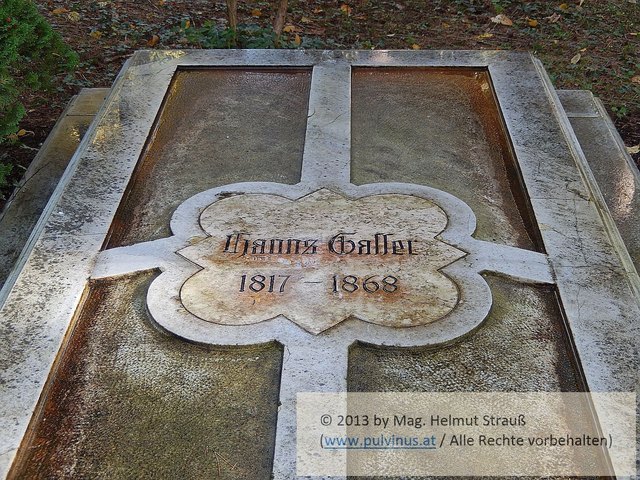 Hanns Gasser
1817 – 1868
© 2013 by Mag. Helmut Strauß
(www.pulvinus.at / Alle Rechte vorbehalten)